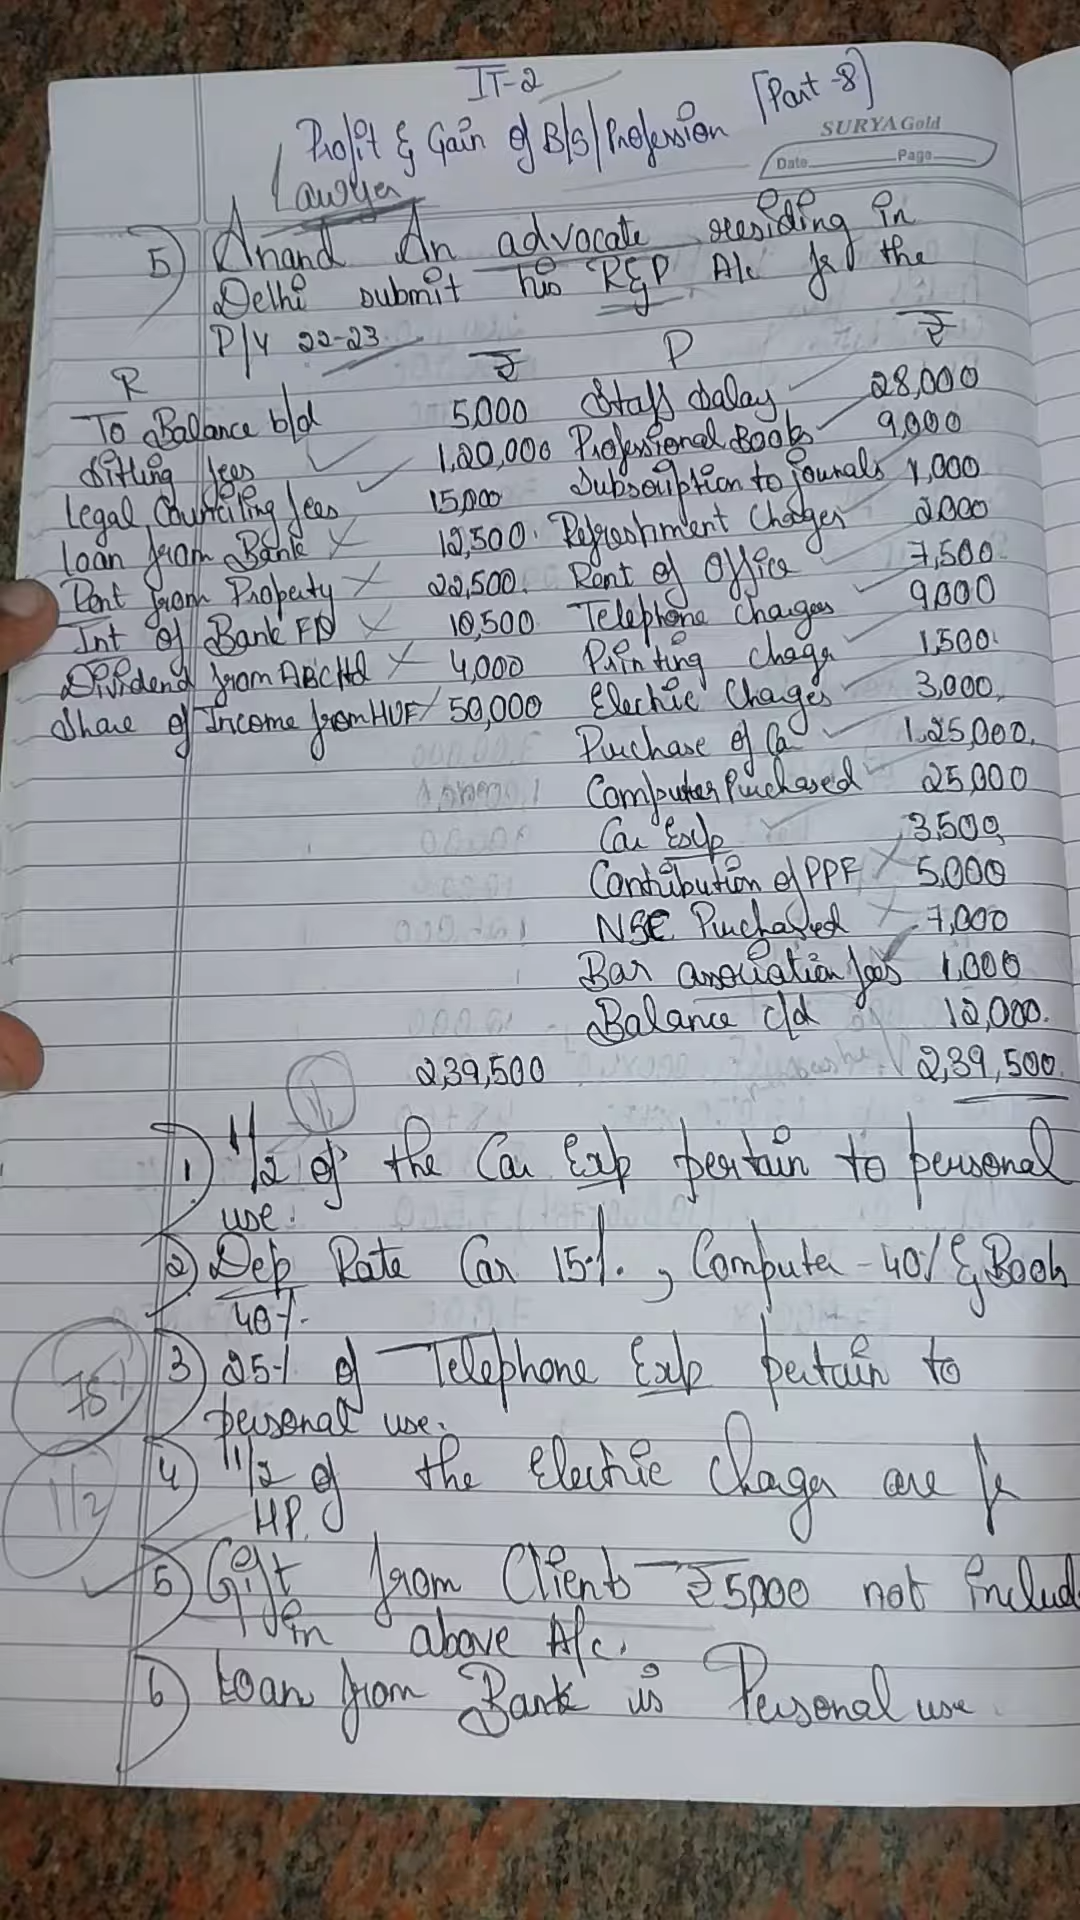 IT-2
[Part-8]
Profit & Gain of B/S/Profession
SURYA Gold
Date Page
Lawyer
5) Anand An advocate residing in
Delhi submit his R&P A/c for the
P/Y 22-23
R ₹ P ₹
To Balance b/d 5,000 Staff Salay 28,000
Sitting fees 1,20,000 Professional Books 9,000
Legal Counciling fees 15,000 Subscription to journals 1,000
Loan from Bank × 12,500. Refreshment Charges 2,000
Rent from Property × 22,500. Rent of Office 7,500
Int of Bank FD × 10,500 Telephone Charges 9,000
Dividend from ABC Ltd × 4,000 Printing Charge 1,500.
Share of Income from HUF 50,000 Electric Charges 3,000
Purchase of Ca 1,25,000.
Computer Purchased 25,000
Car Exp 3,500
Contribution of PPF × 5,000
NSC Purchased × 7,000
Bar association fees 1,000
Balance c/d 12,000.
2,39,500 2,39,500
1) 1/2 of the Car Exp pertain to personal
use.
2) Dep Rate Car 15%, Computer - 40% & Books
40%.
3) 25% of Telephone Exp pertain to
personal use.
75%
4) 1/2 of the Electric Charges are for
H.P.
1/2
5) Gift from Clients ₹5,000 not includ
in above A/c.
6) Loan from Bank is Personal use.